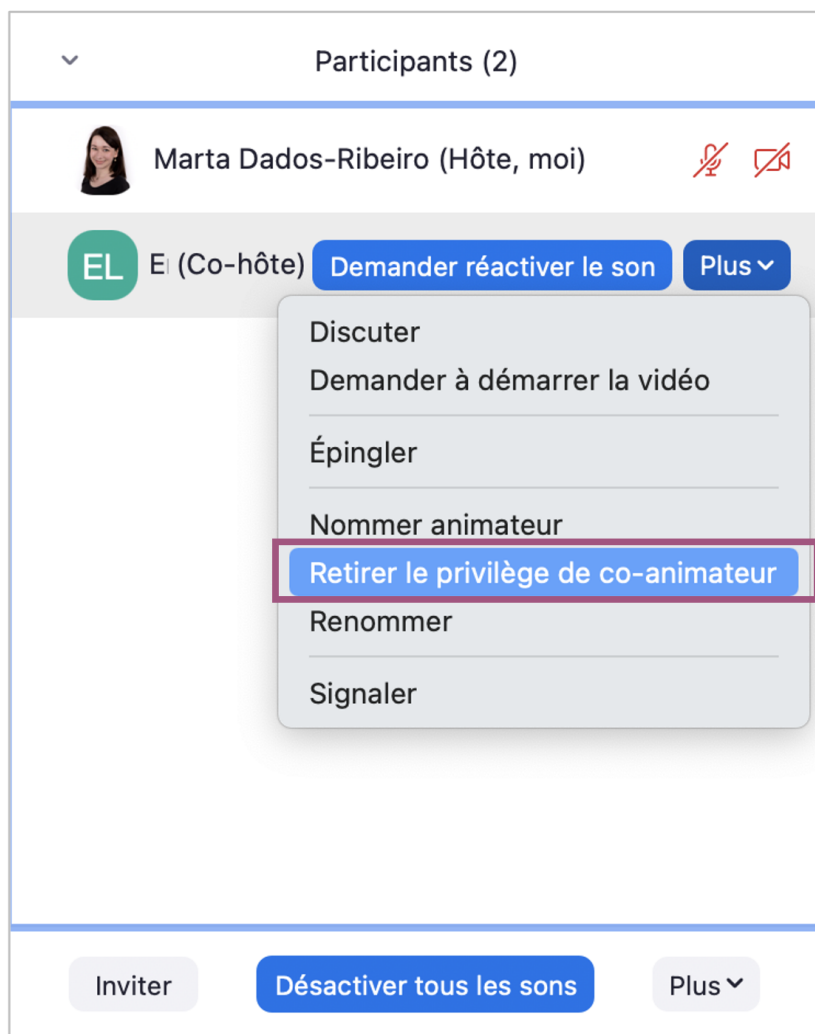 Participants (2)
Marta Dados-Ribeiro (Hôte, moi)
EL E (Co-hôte) Demander réactiver le son Plus
Discuter
Demander à démarrer la vidéo
Épingler
Nommer animateur
Retirer le privilège de co-animateur
Renommer
Signaler
Inviter Désactiver tous les sons Plus